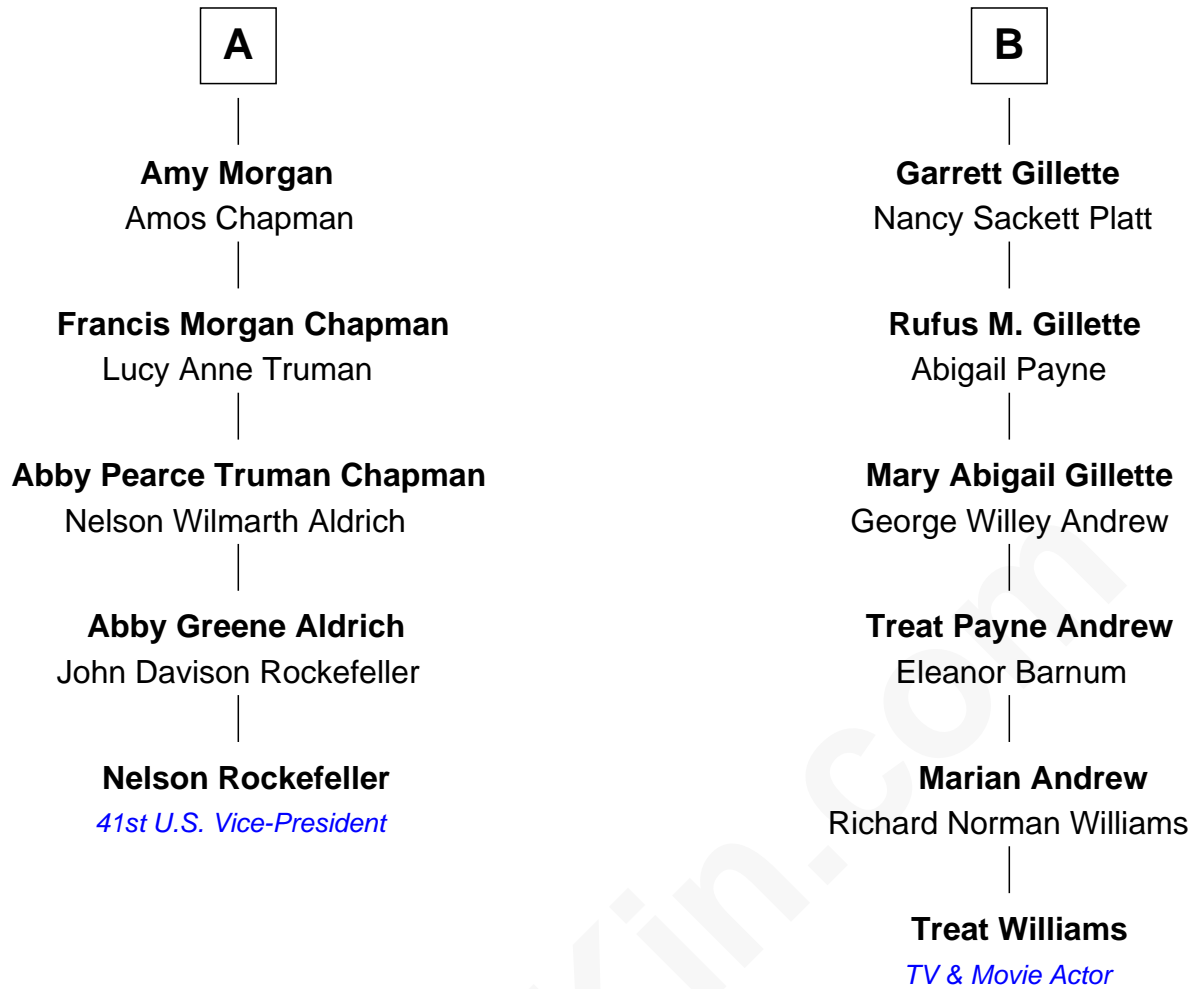 A
Amy Morgan
Amos Chapman
Francis Morgan Chapman
Lucy Anne Truman
Abby Pearce Truman Chapman
Nelson Wilmarth Aldrich
Abby Greene Aldrich
John Davison Rockefeller
Nelson Rockefeller
41st U.S. Vice-President
B
Garrett Gillette
Nancy Sackett Platt
Rufus M. Gillette
Abigail Payne
Mary Abigail Gillette
George Willey Andrew
Treat Payne Andrew
Eleanor Barnum
Marian Andrew
Richard Norman Williams
Treat Williams
TV & Movie Actor
Kin.com